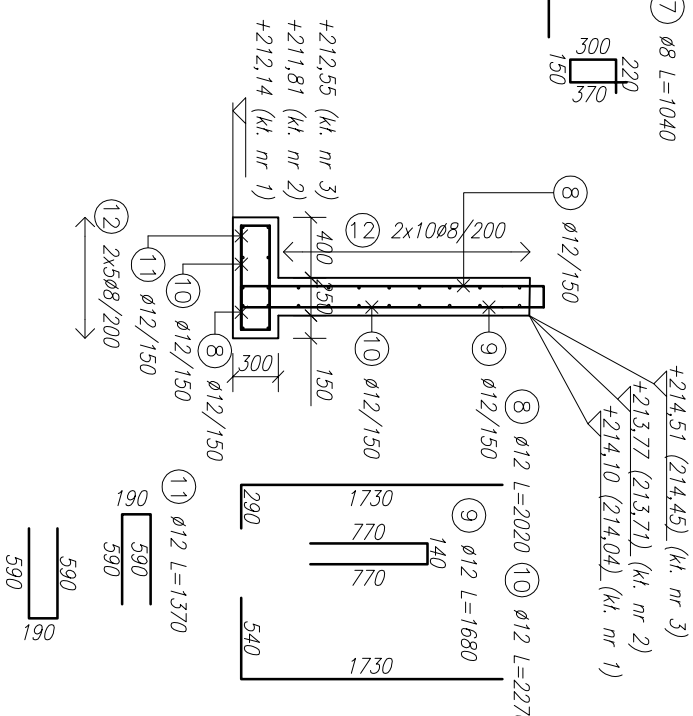 7 ø8 L=1040
300
220
150
370
+212,55 (kt. nr 3)
+211,81 (kt. nr 2)
+212,14 (kt. nr 1)
8 ø12/150
12 2x10ø8/200
400
250
150
300
9 ø12/150
10 ø12/150
8 ø12/150
10 ø12/150
11 ø12/150
12 2x5ø8/200
+214,51 (214,45) (kt. nr 3)
+213,77 (213,71) (kt. nr 2)
+214,10 (214,04) (kt. nr 1)
8 ø12 L=2020
1730
290
9 ø12 L=1680
770
140
770
10 ø12 L=227
540
1730
11 ø12 L=1370
190
590
590
590
590
190